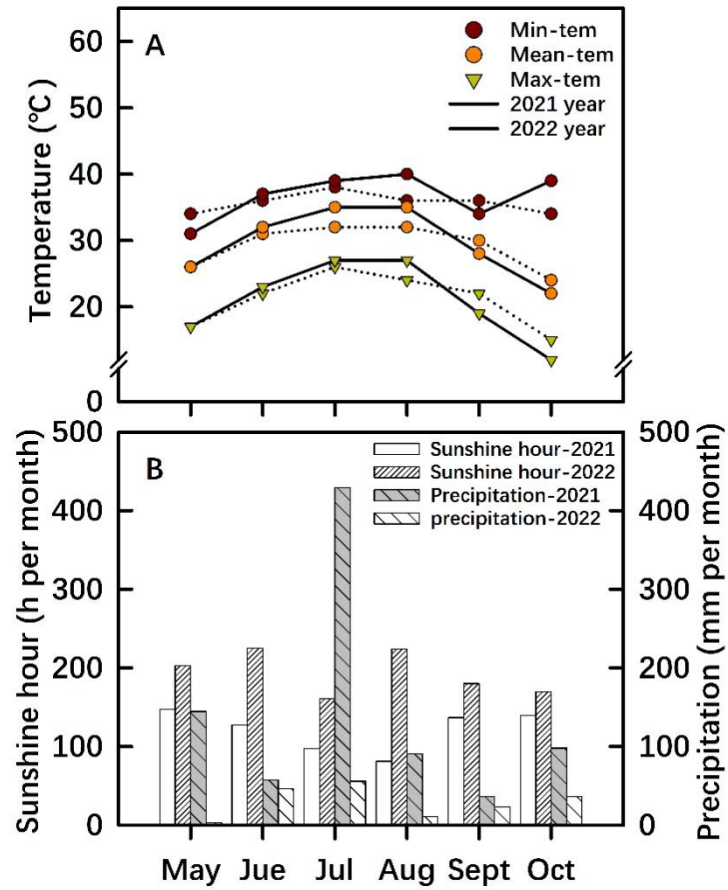 A
Min-tem
Mean-tem
Max-tem
2021 year
2022 year
Temperature (℃)
60
50
40
30
20
0
B
Sunshine hour-2021
Sunshine hour-2022
Precipitation-2021
precipitation-2022
Sunshine hour (h per month)
500
400
300
200
100
0
Precipitation (mm per month)
500
400
300
200
100
0
May Jue Jul Aug Sept Oct